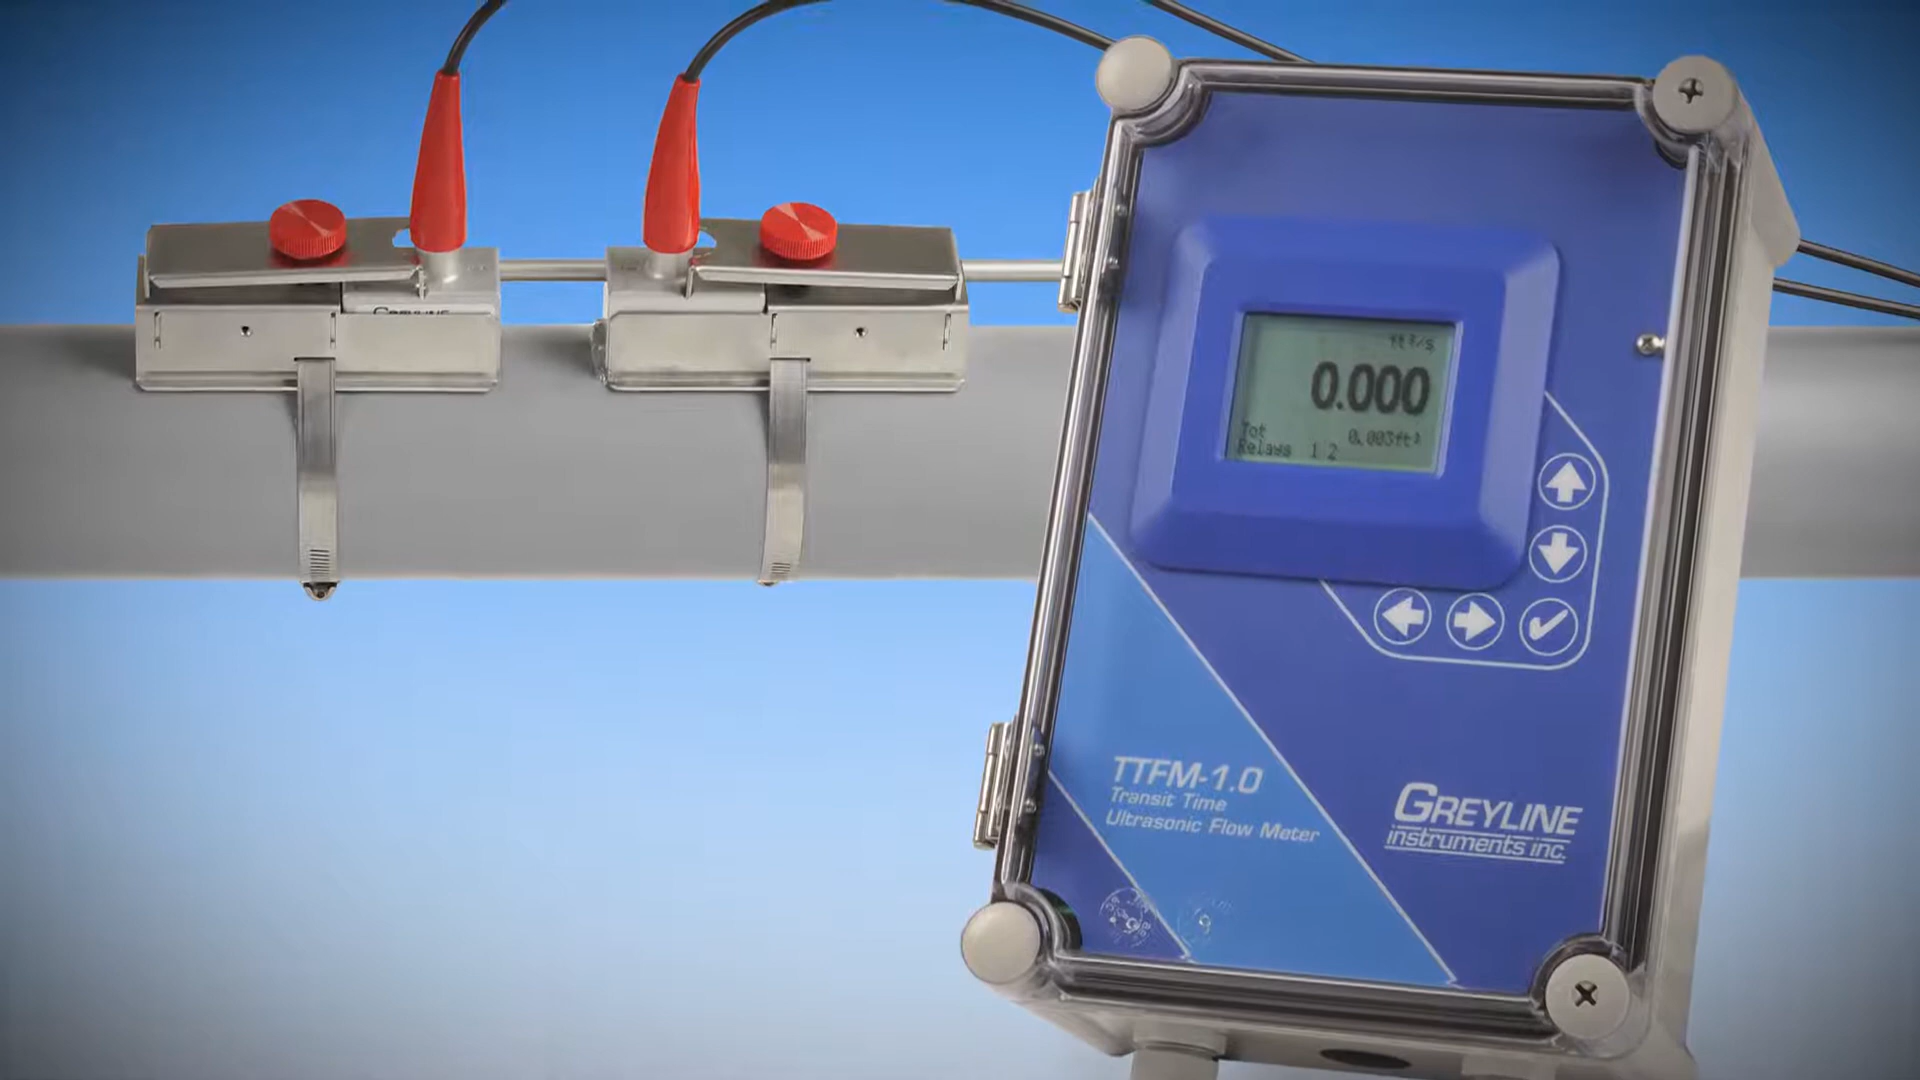 GREYLINE
ft³/s
0.000
Tot 0.003ft³
Relays 1 2
TTFM-1.0
Transit Time
Ultrasonic Flow Meter
GREYLINE
instruments inc.